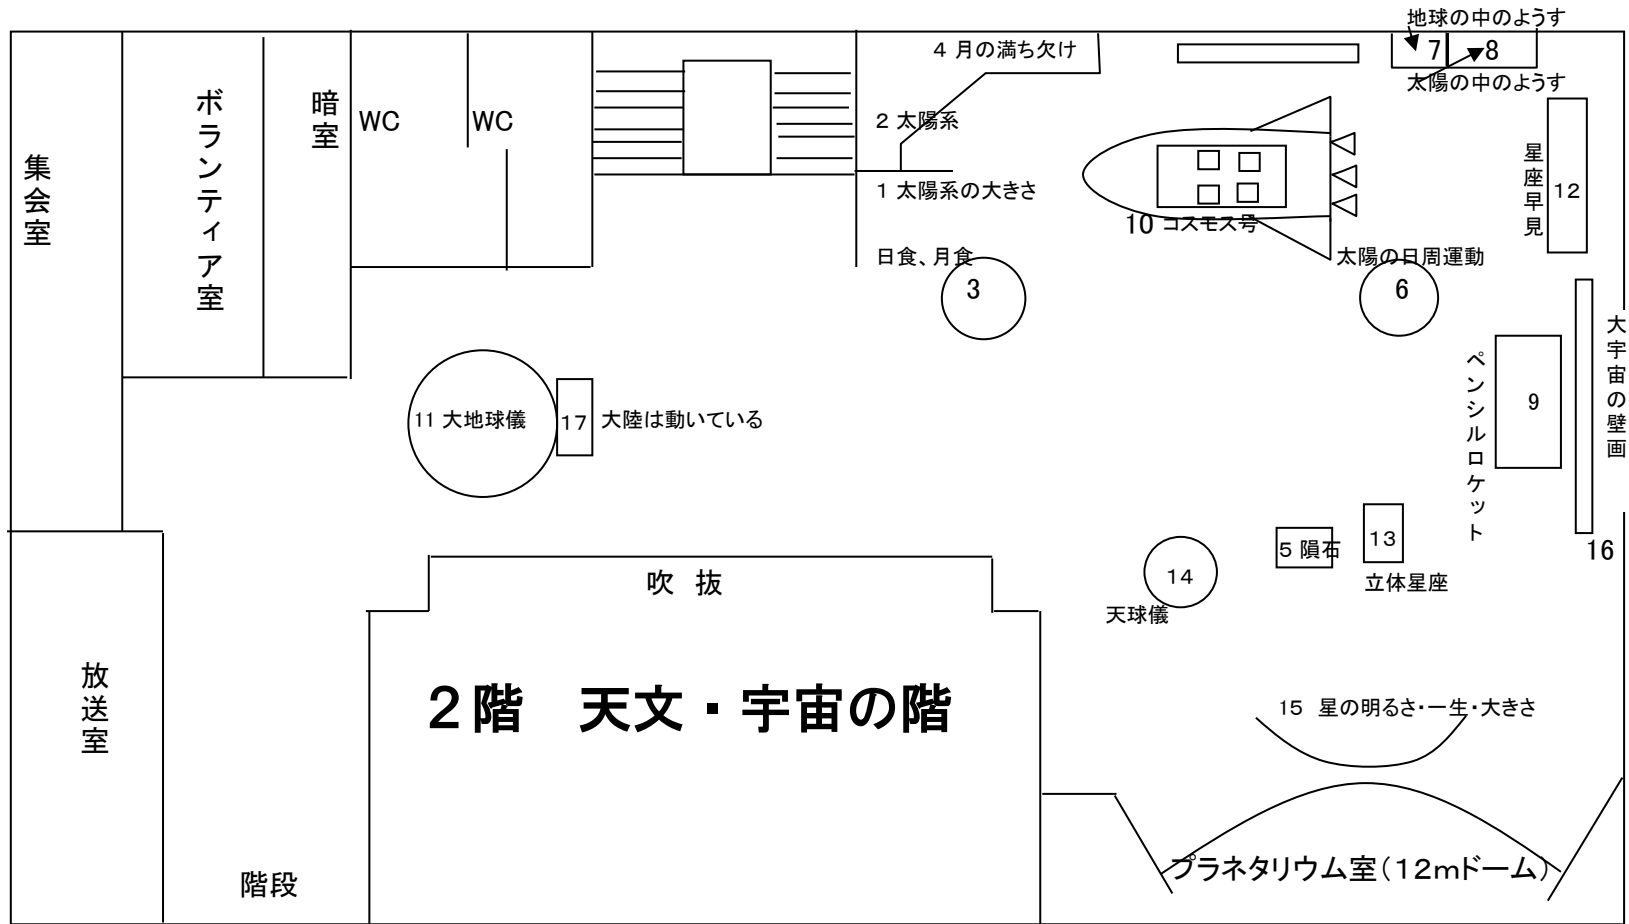 地球の中のようす
4 月の満ち欠け
7
8
太陽の中のようす
集会室
ボランティア室
暗室
WC
WC
2 太陽系
1 太陽系の大きさ
10 コスモス号
星座早見
12
日食、月食
3
太陽の日周運動
6
大宇宙の壁画
ペンシルロケット
9
11 大地球儀
17
大陸は動いている
16
5 隕石
13
立体星座
14
天球儀
吹 抜
2階 天文・宇宙の階
放送室
15 星の明るさ・一生・大きさ
階段
プラネタリウム室(12mドーム)